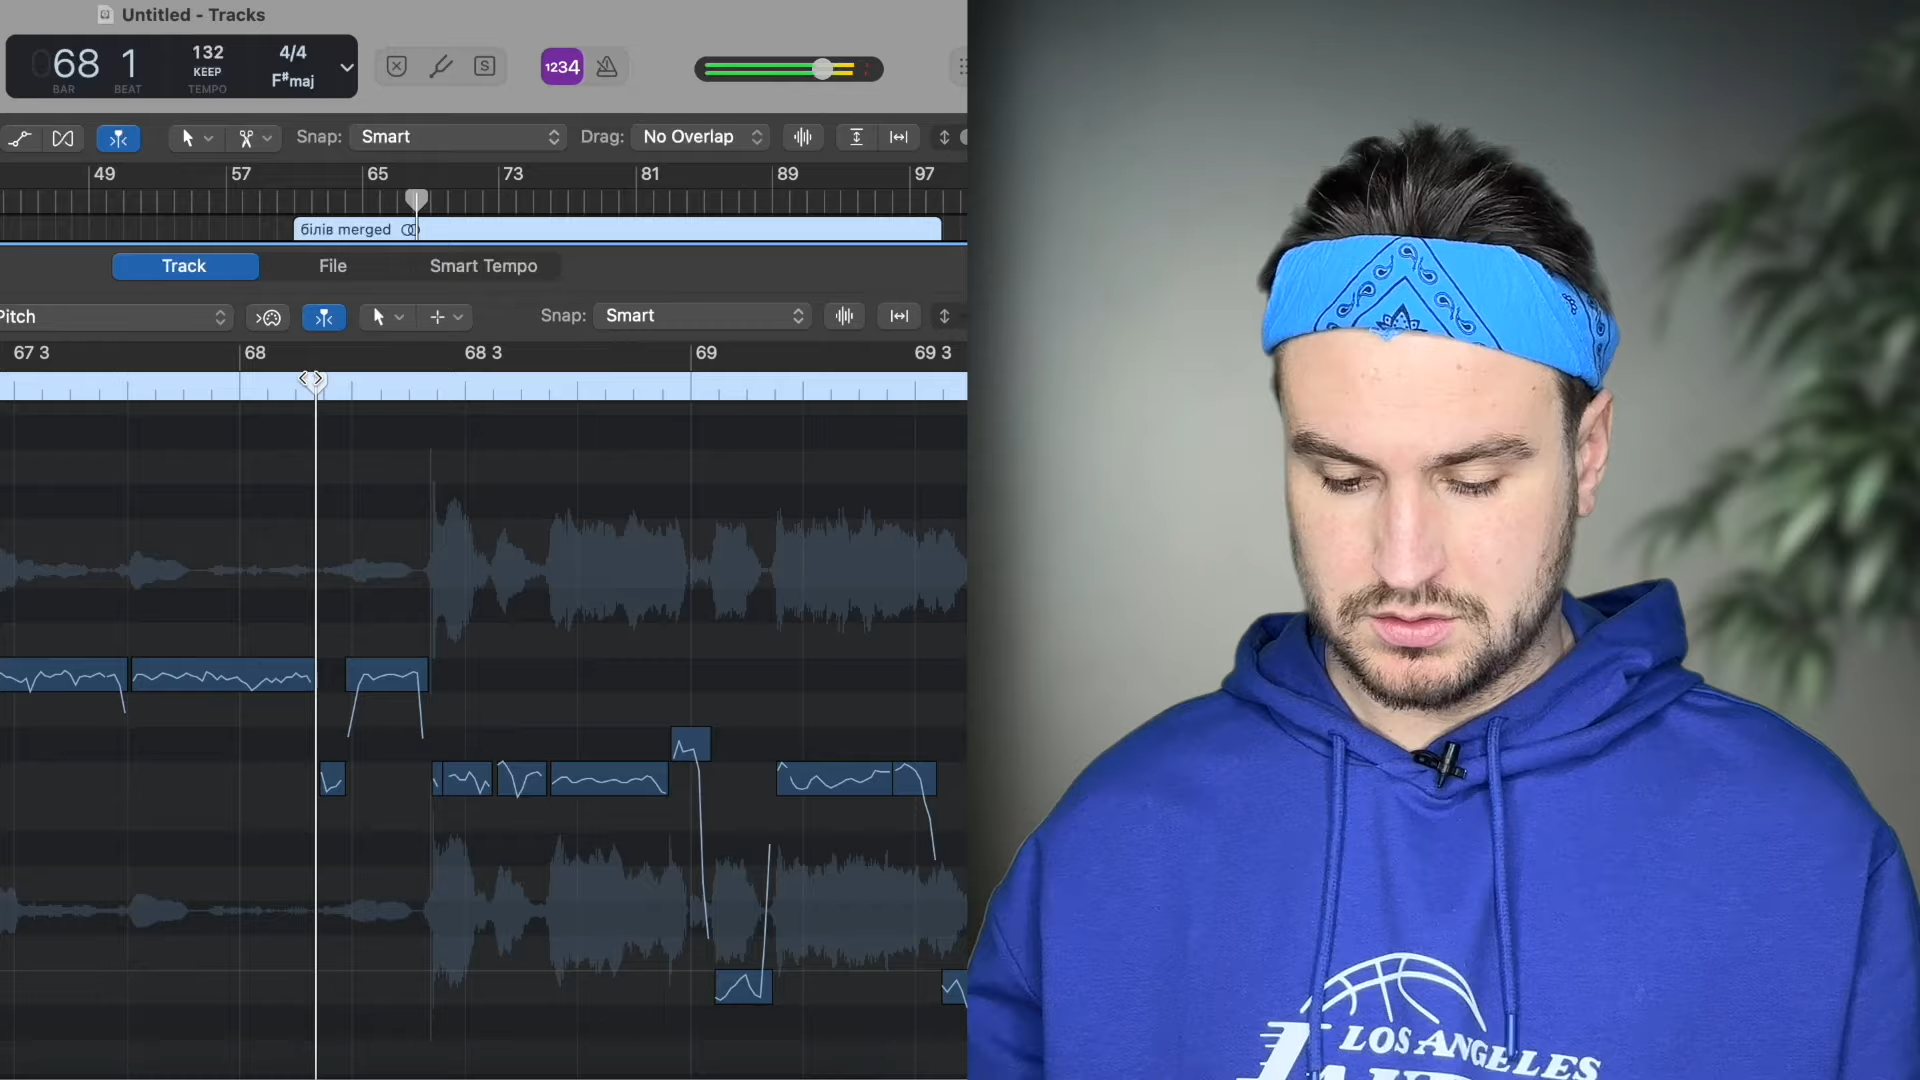 Untitled - Tracks
068 1
132
KEEP
4/4
F#maj
BAR
BEAT
TEMPO
S
1234
Snap:
Smart
Drag:
No Overlap
49
57
65
73
81
89
97
білів merged
Track
File
Smart Tempo
Pitch
Snap:
Smart
67 3
68
68 3
69
69 3
LOS ANGELES